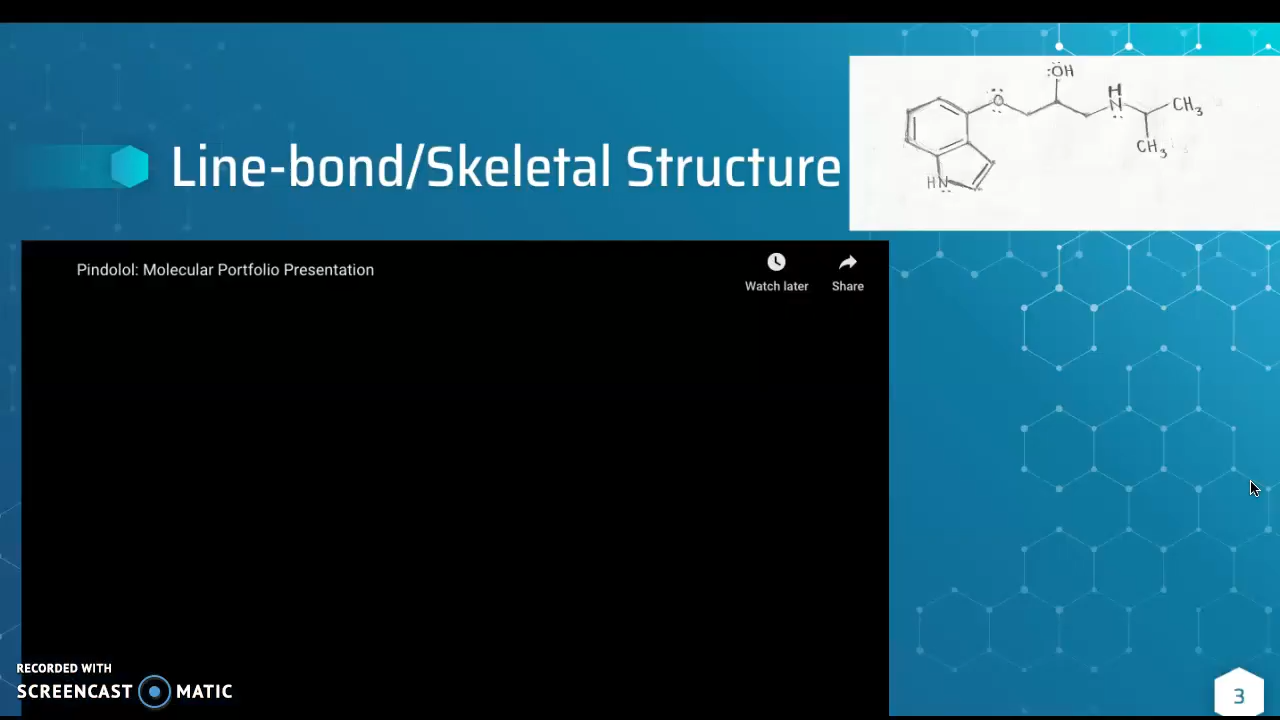 :ÖH
O
H
N
CH3
CH3
HN
Line-bond/Skeletal Structure
Pindolol: Molecular Portfolio Presentation
Watch later
Share
RECORDED WITH
SCREENCAST MATIC
3